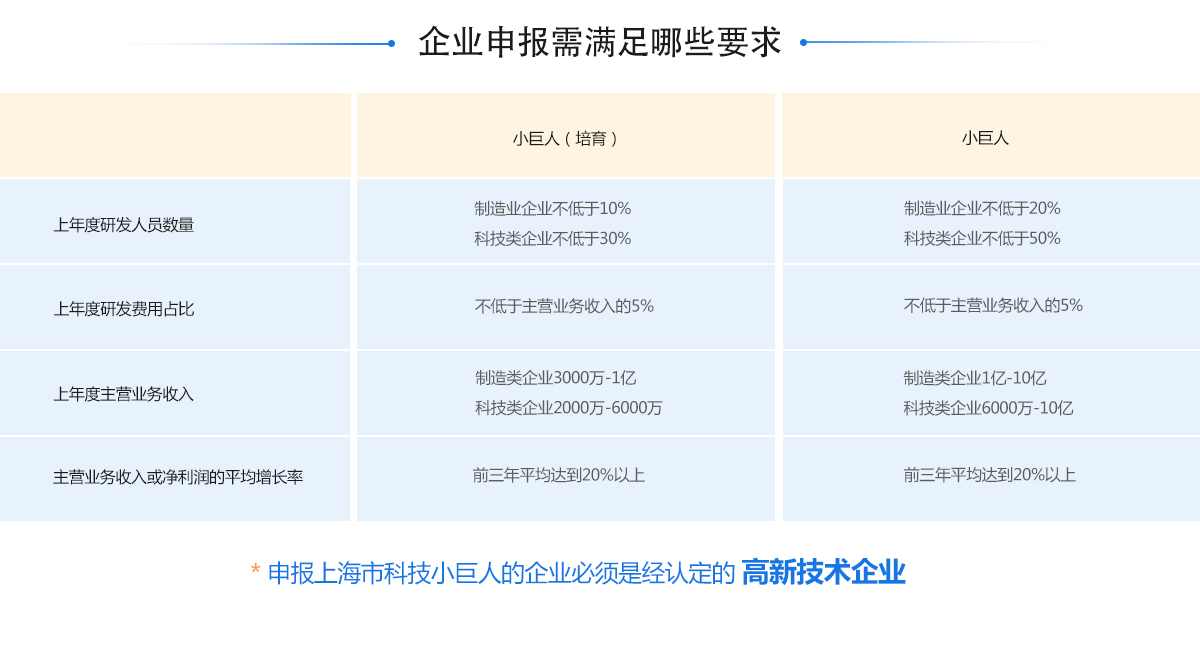 企业申报需满足哪些要求
小巨人（培育）
小巨人
上年度研发人员数量
制造业企业不低于10%
科技类企业不低于30%
制造业企业不低于20%
科技类企业不低于50%
上年度研发费用占比
不低于主营业务收入的5%
不低于主营业务收入的5%
上年度主营业务收入
制造类企业3000万-1亿
科技类企业2000万-6000万
制造类企业1亿-10亿
科技类企业6000万-10亿
主营业务收入或净利润的平均增长率
前三年平均达到20%以上
前三年平均达到20%以上
* 申报上海市科技小巨人的企业必须是经认定的 高新技术企业